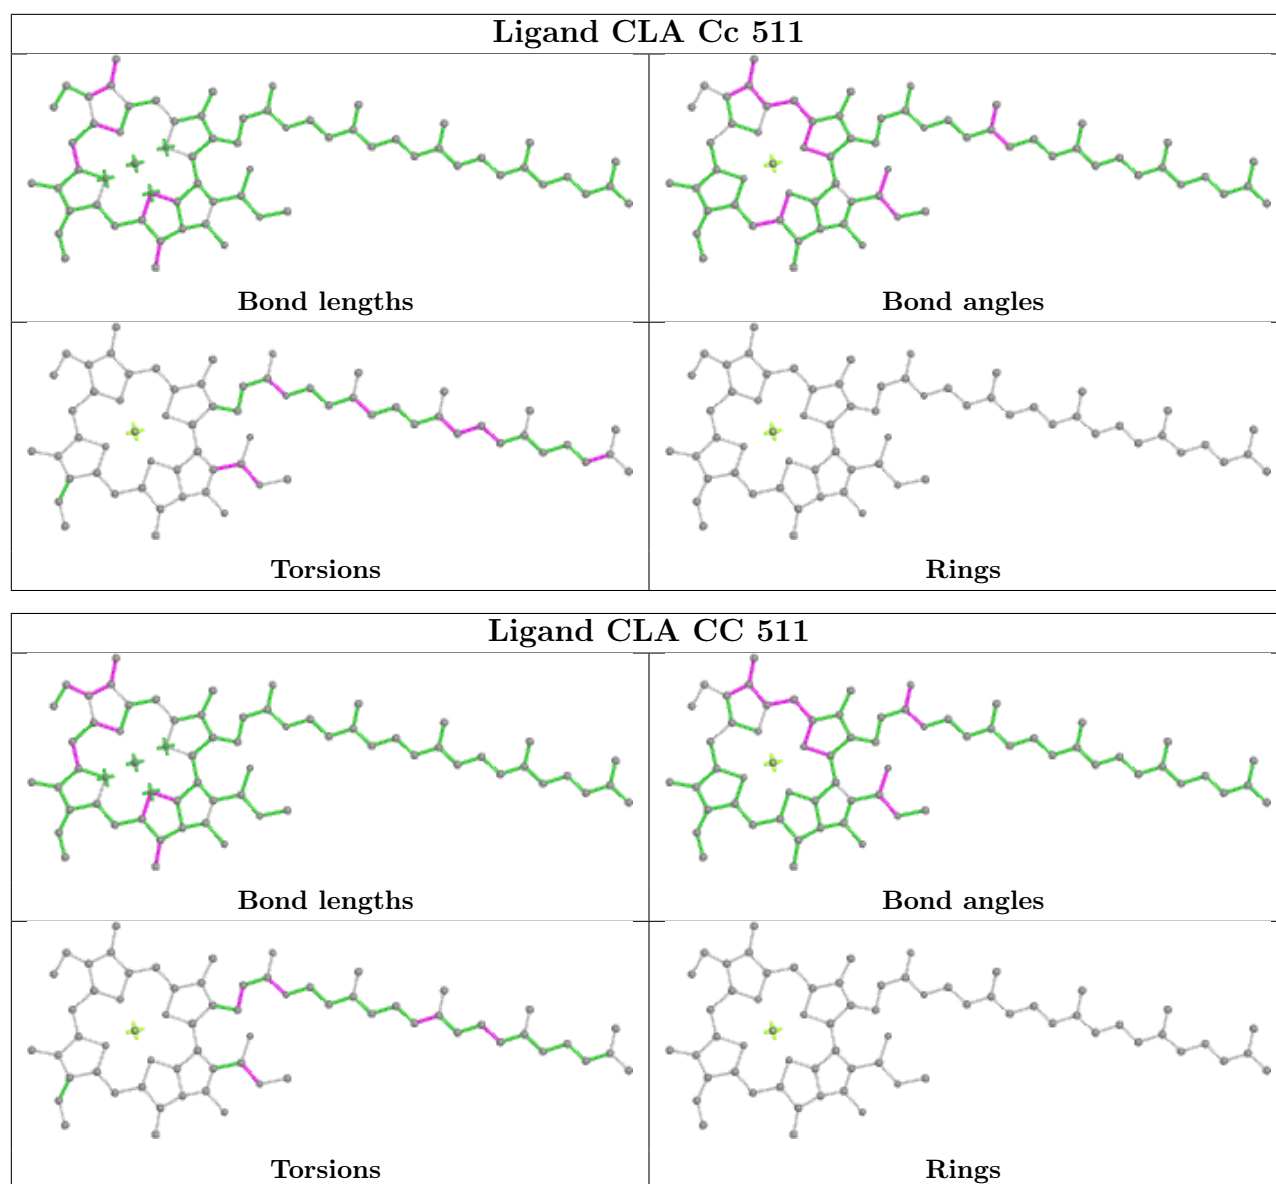 Ligand CLA Cc 511
Bond lengths
Bond angles
Torsions
Rings
Ligand CLA CC 511
Bond lengths
Bond angles
Torsions
Rings